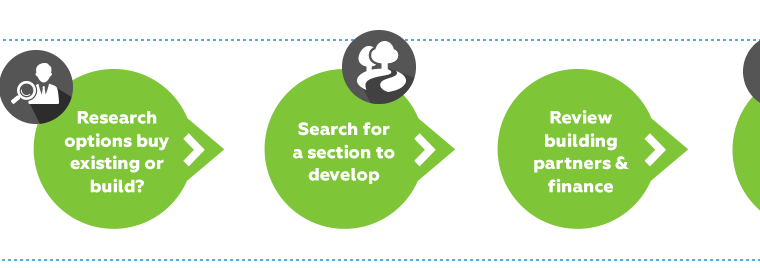 Research
options buy
existing or
build?
Search for
a section to
develop
Review
building
partners &
finance